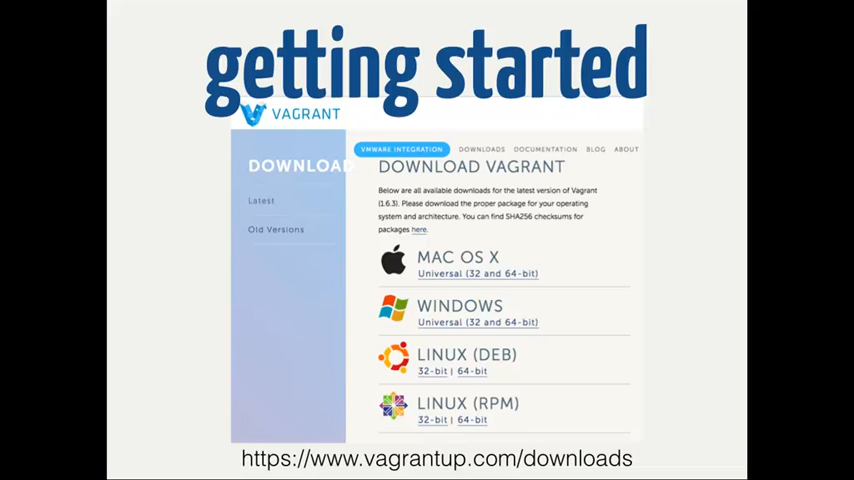 getting started
VAGRANT
VMWARE INTEGRATION DOWNLOADS DOCUMENTATION BLOG ABOUT
DOWNLOAD
Latest
Old Versions
DOWNLOAD VAGRANT
Below are all available downloads for the latest version of Vagrant
(1.6.3). Please download the proper package for your operating
system and architecture. You can find SHA256 checksums for
packages here.
MAC OS X
Universal (32 and 64-bit)
WINDOWS
Universal (32 and 64-bit)
LINUX (DEB)
32-bit | 64-bit
LINUX (RPM)
32-bit | 64-bit
https://www.vagrantup.com/downloads